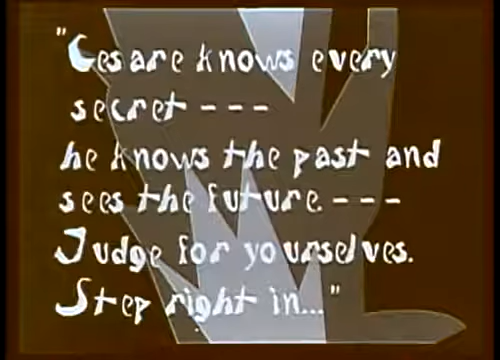 "Cesare knows every
secret ---
he knows the past and
sees the future. ---
Judge for yourselves.
Step right in..."